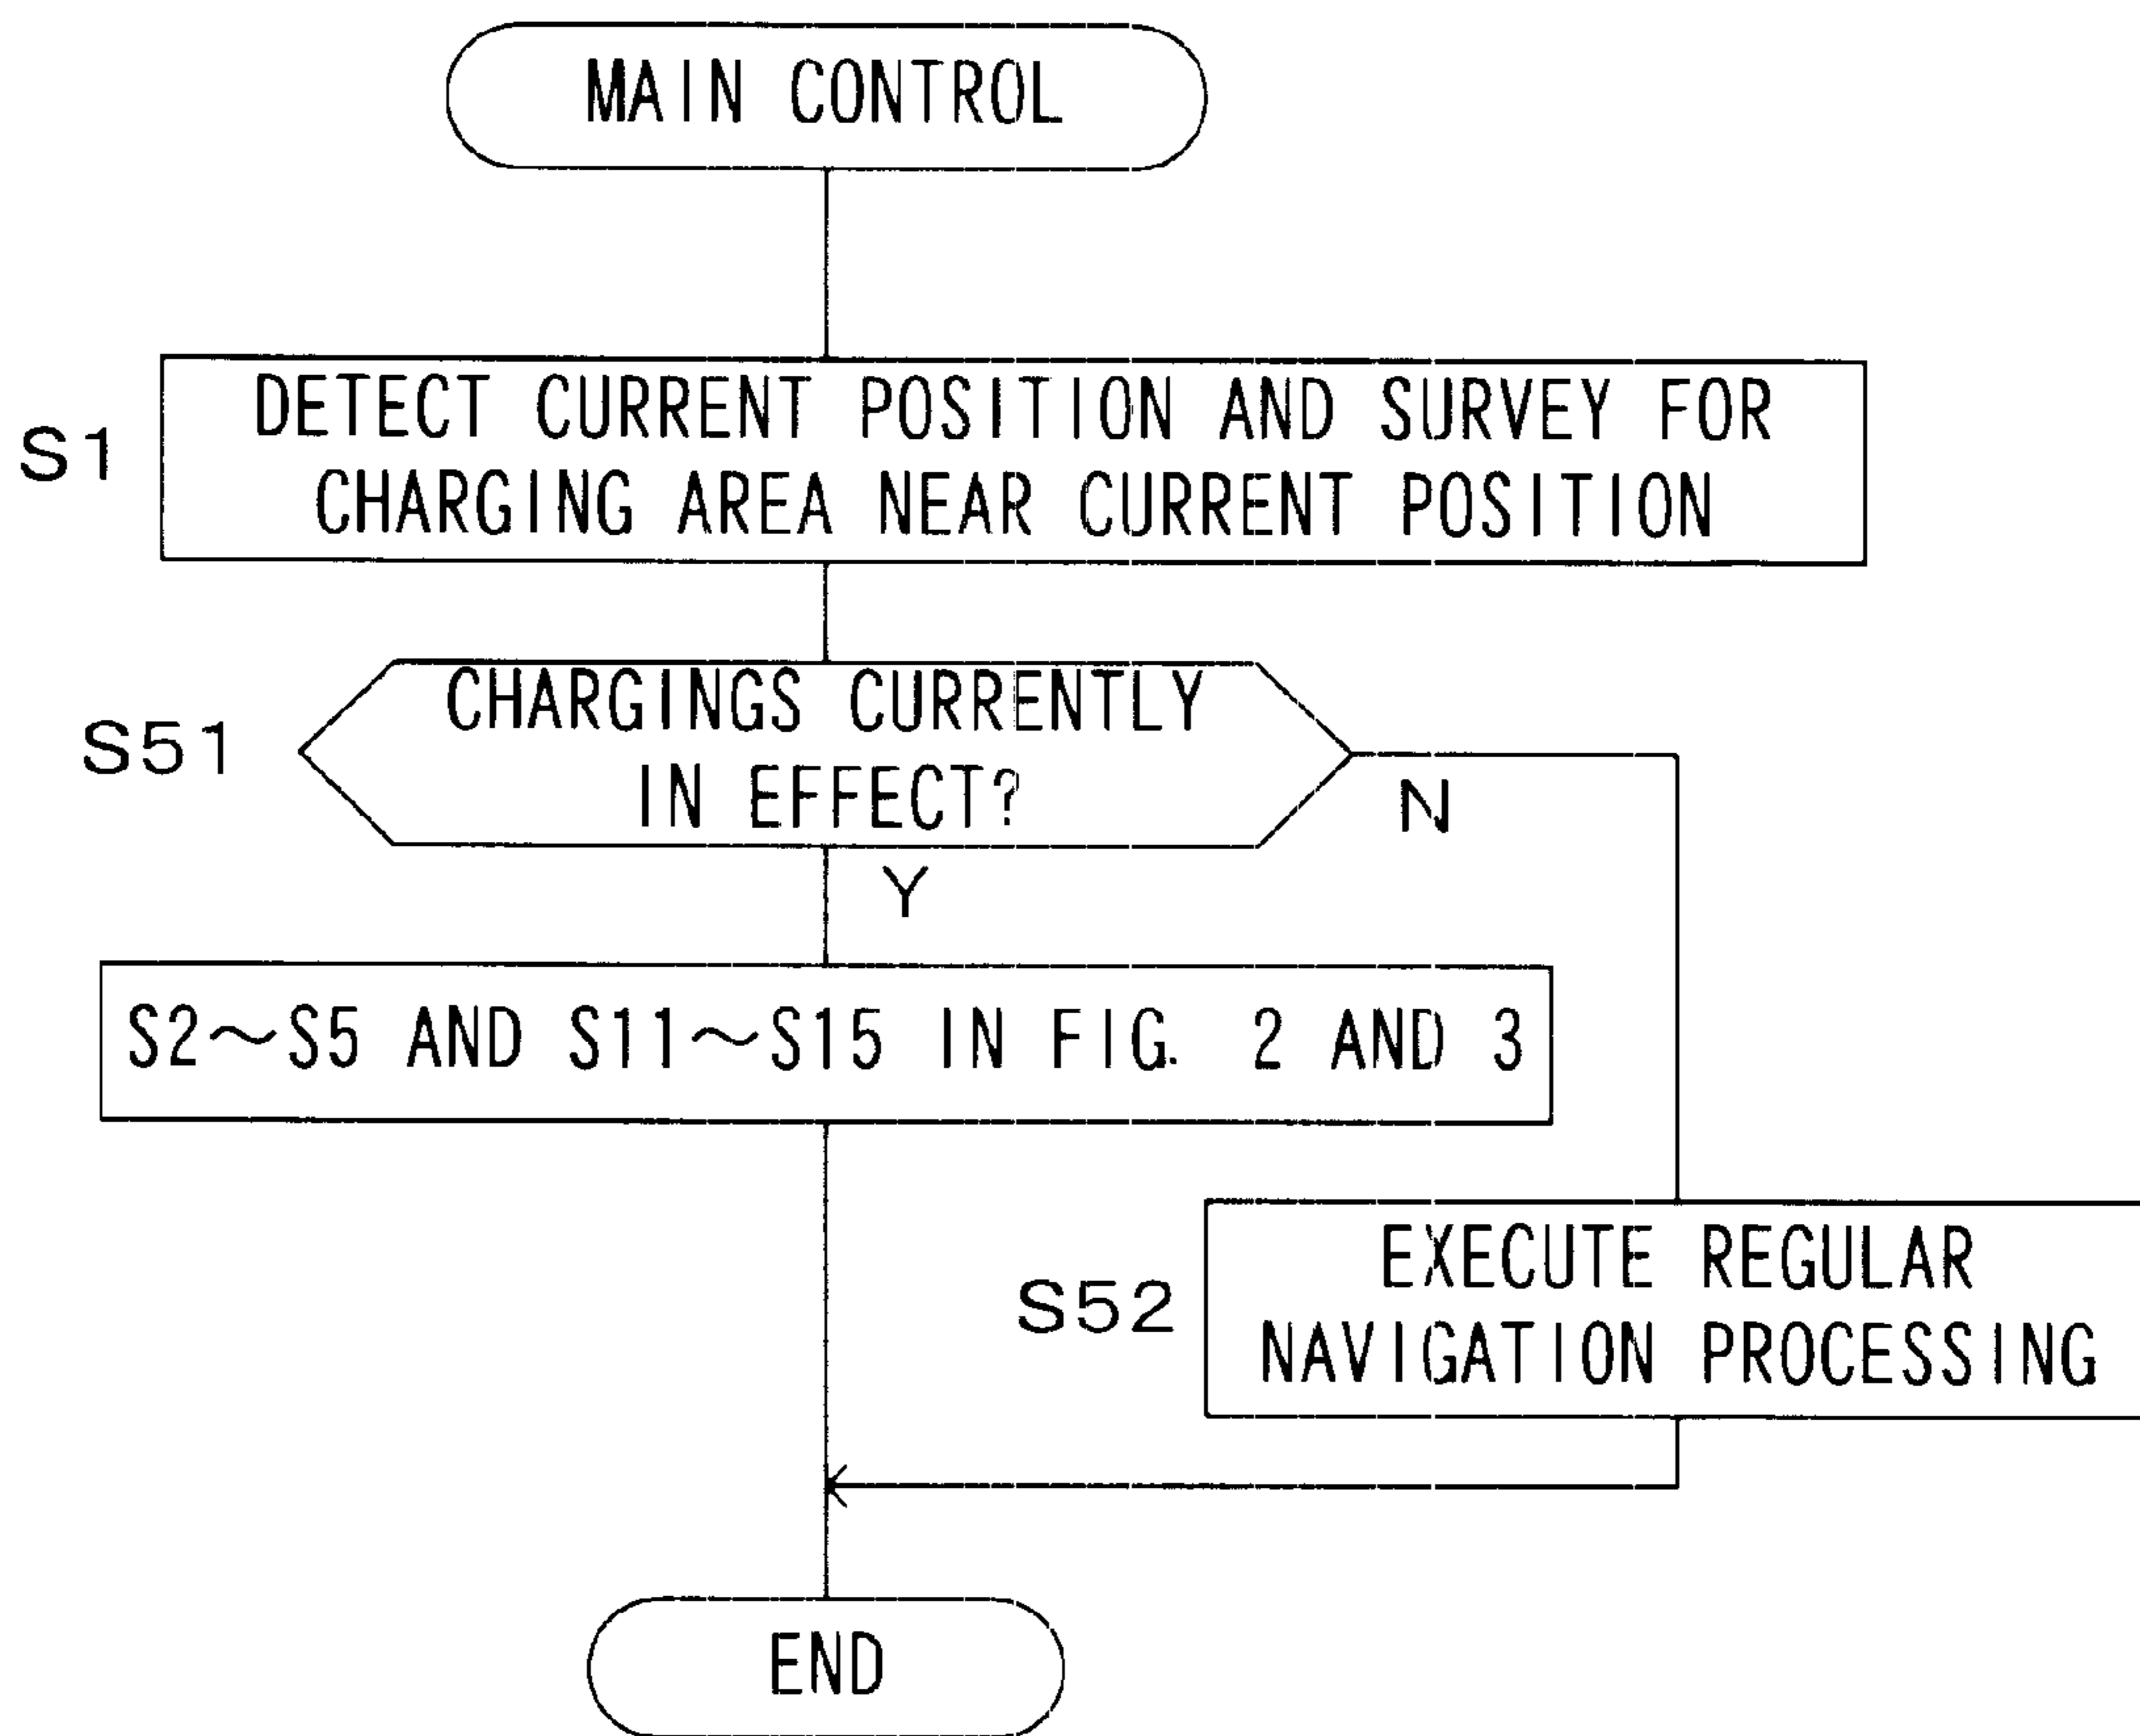 MAIN CONTROL
S1
DETECT CURRENT POSITION AND SURVEY FOR
CHARGING AREA NEAR CURRENT POSITION
S51
CHARGINGS CURRENTLY
IN EFFECT?
N
Y
S2～S5 AND S11～S15 IN FIG. 2 AND 3
S52
EXECUTE REGULAR
NAVIGATION PROCESSING
END